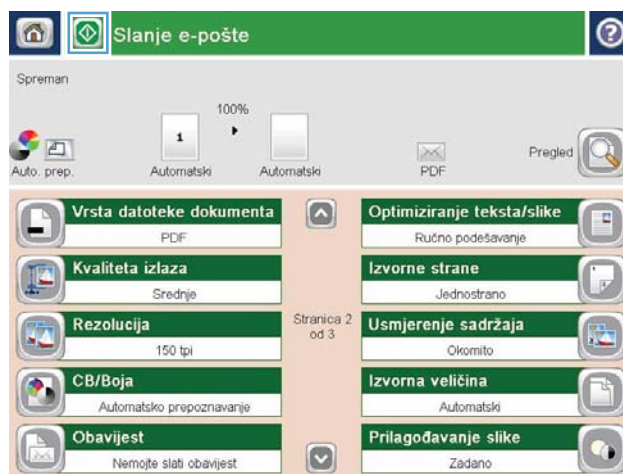 Slanje e-pošte
Spreman
100%
1
Auto. prep.
Automatski
Automatski
PDF
Pregled
Vrsta datoteke dokumenta
PDF
Kvaliteta izlaza
Srednje
Rezolucija
150 tpi
CB/Boja
Automatsko prepoznavanje
Obavijest
Nemojte slati obavijest
Stranica 2
od 3
Optimiziranje teksta/slike
Ručno podešavanje
Izvorne strane
Jednostrano
Usmjerenje sadržaja
Okomito
Izvorna veličina
Automatski
Prilagođavanje slike
Zadano